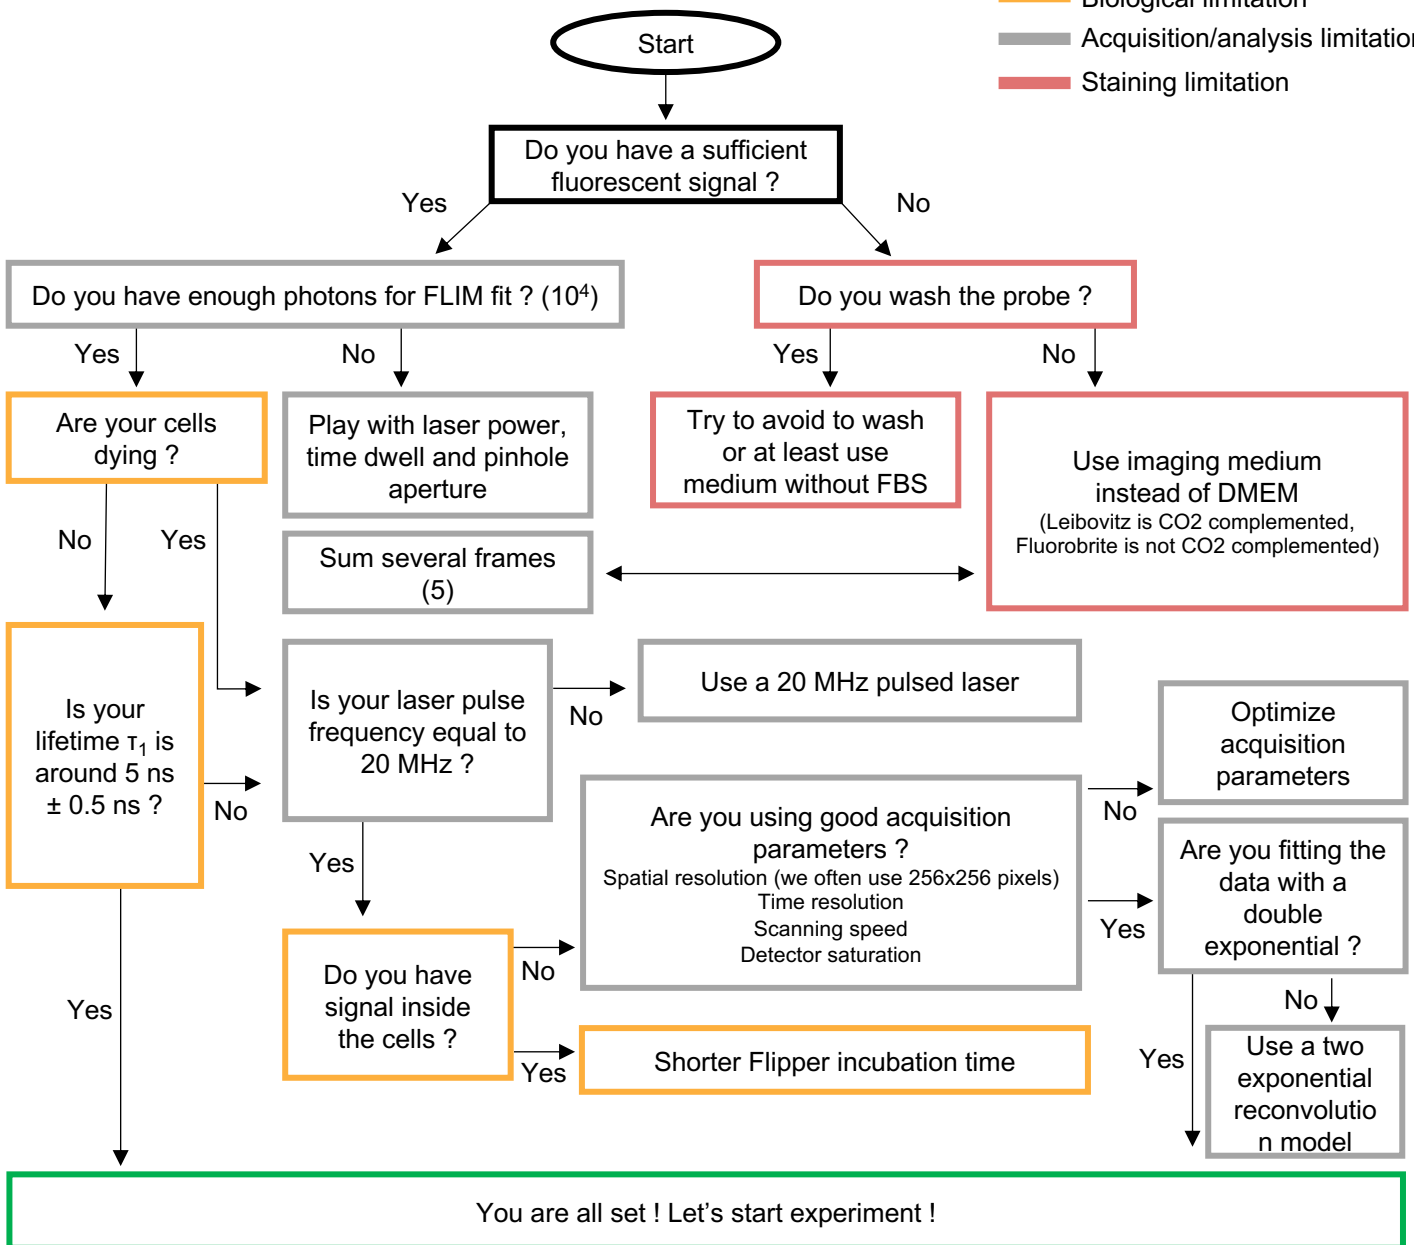 Biological limitation
Acquisition/analysis limitation
Staining limitation
Start
Do you have a sufficient
fluorescent signal ?
Yes
No
Do you have enough photons for FLIM fit ? (10⁴)
Do you wash the probe ?
Yes
No
Yes
No
Are your cells
dying ?
Play with laser power,
time dwell and pinhole
aperture
Try to avoid to wash
or at least use
medium without FBS
Use imaging medium
instead of DMEM
(Leibovitz is CO2 complemented,
Fluorobrite is not CO2 complemented)
No
Yes
Sum several frames
(5)
Is your
lifetime τ₁ is
around 5 ns
± 0.5 ns ?
No
Is your laser pulse
frequency equal to
20 MHz ?
No
Use a 20 MHz pulsed laser
Optimize
acquisition
parameters
Yes
Are you using good acquisition
parameters ?
Spatial resolution (we often use 256x256 pixels)
Time resolution
Scanning speed
Detector saturation
No
Yes
Are you fitting the
data with a
double
exponential ?
Do you have
signal inside
the cells ?
No
Yes
Shorter Flipper incubation time
Yes
No
Yes
Use a two
exponential
reconvolutio
n model
You are all set ! Let's start experiment !